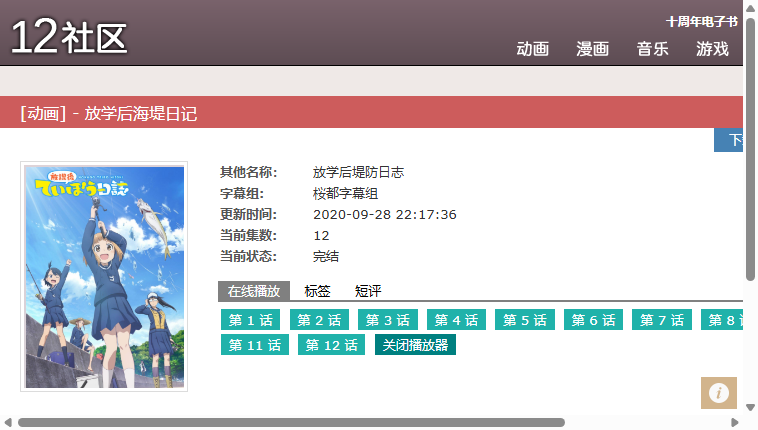 12社区
十周年电子书
动画 漫画 音乐 游戏
[动画] - 放学后海堤日记
下
放課後
ていぼう日誌
其他名称: 放学后堤防日志
字幕组: 桜都字幕组
更新时间: 2020-09-28 22:17:36
当前集数: 12
当前状态: 完结
在线播放 标签 短评
第 1 话 第 2 话 第 3 话 第 4 话 第 5 话 第 6 话 第 7 话 第 8
第 11 话 第 12 话 关闭播放器
i